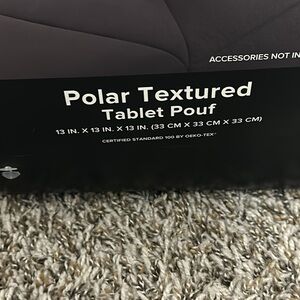 ACCESSORIES NOT IN
Polar Textured
Tablet Pouf
13 IN. X 13 IN. X 13 IN. (33 CM X 33 CM X 33 CM)
CERTIFIED STANDARD 100 BY OEKO-TEX™